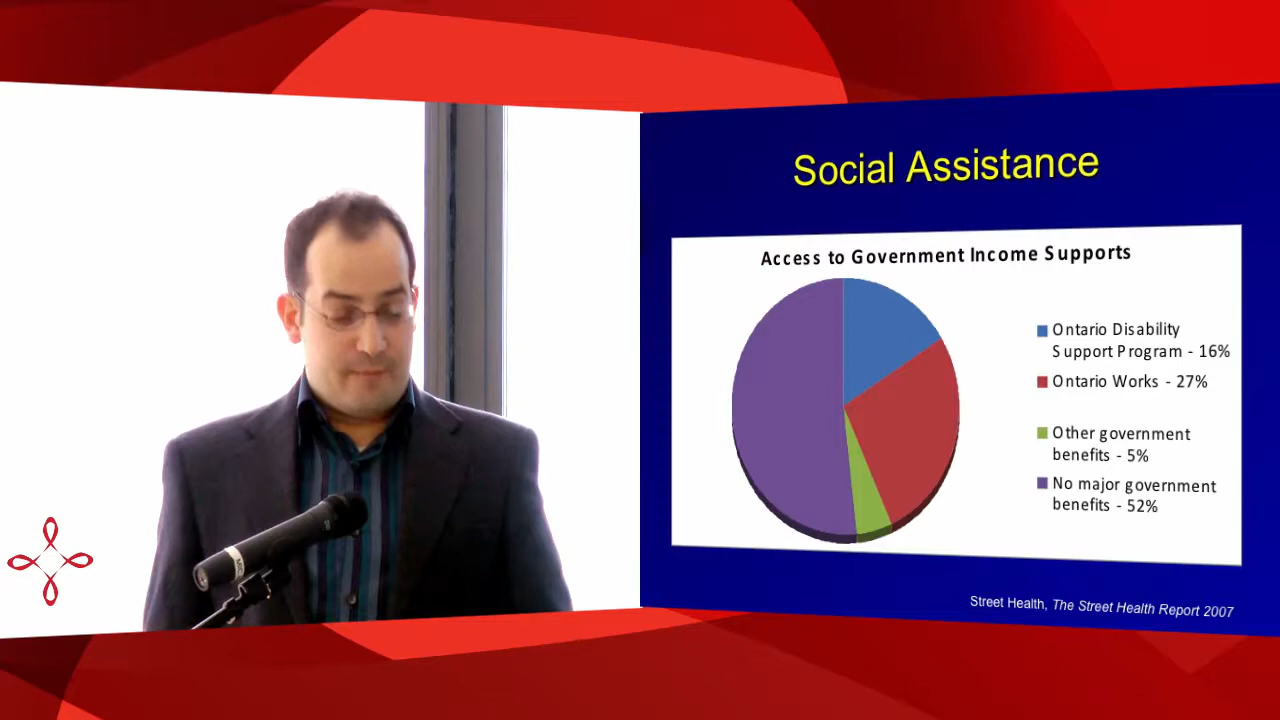 Social Assistance
Access to Government Income Supports
Ontario Disability
Support Program - 16%
Ontario Works - 27%
Other government
benefits - 5%
No major government
benefits - 52%
Street Health, The Street Health Report 2007